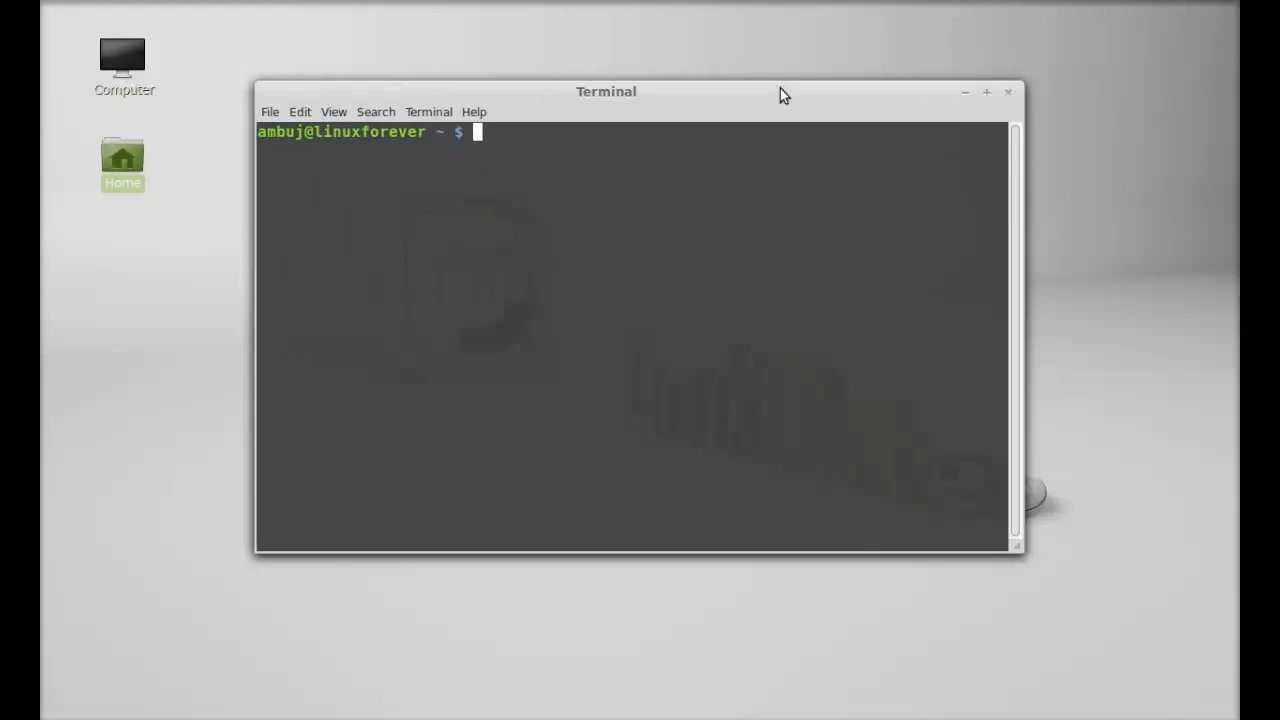 Computer
Home
Terminal
File Edit View Search Terminal Help
ambuj@linuxforever ~ $